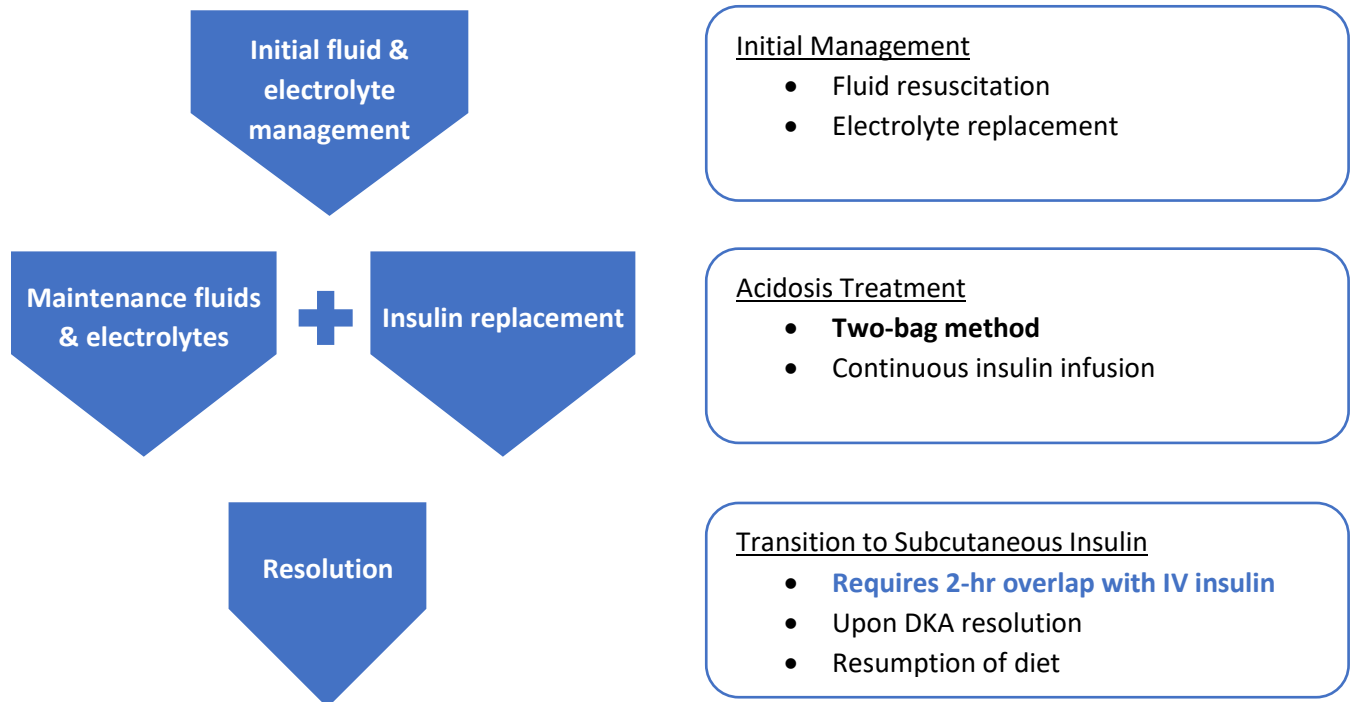 Initial fluid &
electrolyte
management
Initial Management
• Fluid resuscitation
• Electrolyte replacement
Maintenance fluids
& electrolytes
Insulin replacement
Acidosis Treatment
• Two-bag method
• Continuous insulin infusion
Resolution
Transition to Subcutaneous Insulin
• Requires 2-hr overlap with IV insulin
• Upon DKA resolution
• Resumption of diet